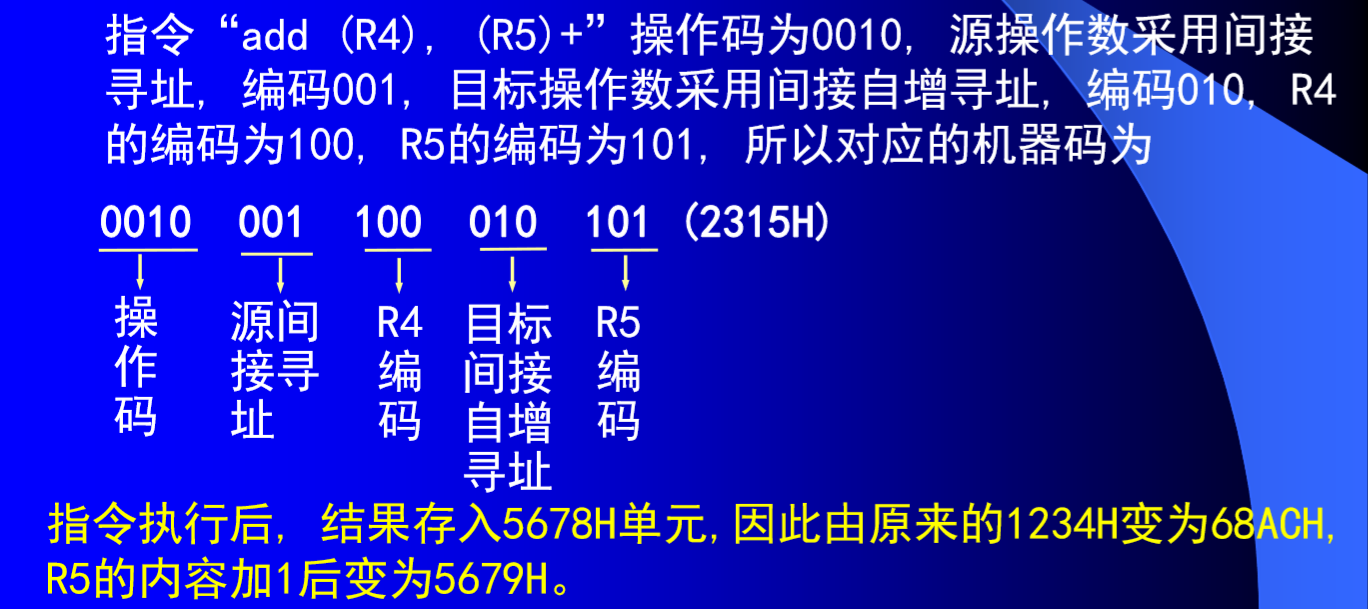 指令“add (R4), (R5)+”操作码为0010, 源操作数采用间接
寻址, 编码001, 目标操作数采用间接自增寻址, 编码010, R4
的编码为100, R5的编码为101, 所以对应的机器码为
0010 001 100 010 101 (2315H)
操作码
源间接寻址
R4编码
目标间接自增寻址
R5编码
指令执行后, 结果存入5678H单元,因此由原来的1234H变为68ACH,
R5的内容加1后变为5679H。